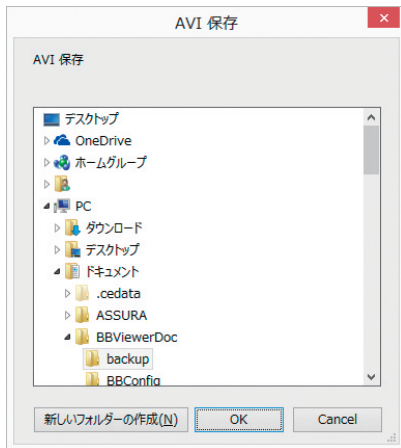 AVI 保存
AVI 保存
デスクトップ
OneDrive
ホームグループ
PC
ダウンロード
デスクトップ
ドキュメント
.cedata
ASSURA
BBViewerDoc
backup
BBConfig
新しいフォルダーの作成(N) OK Cancel